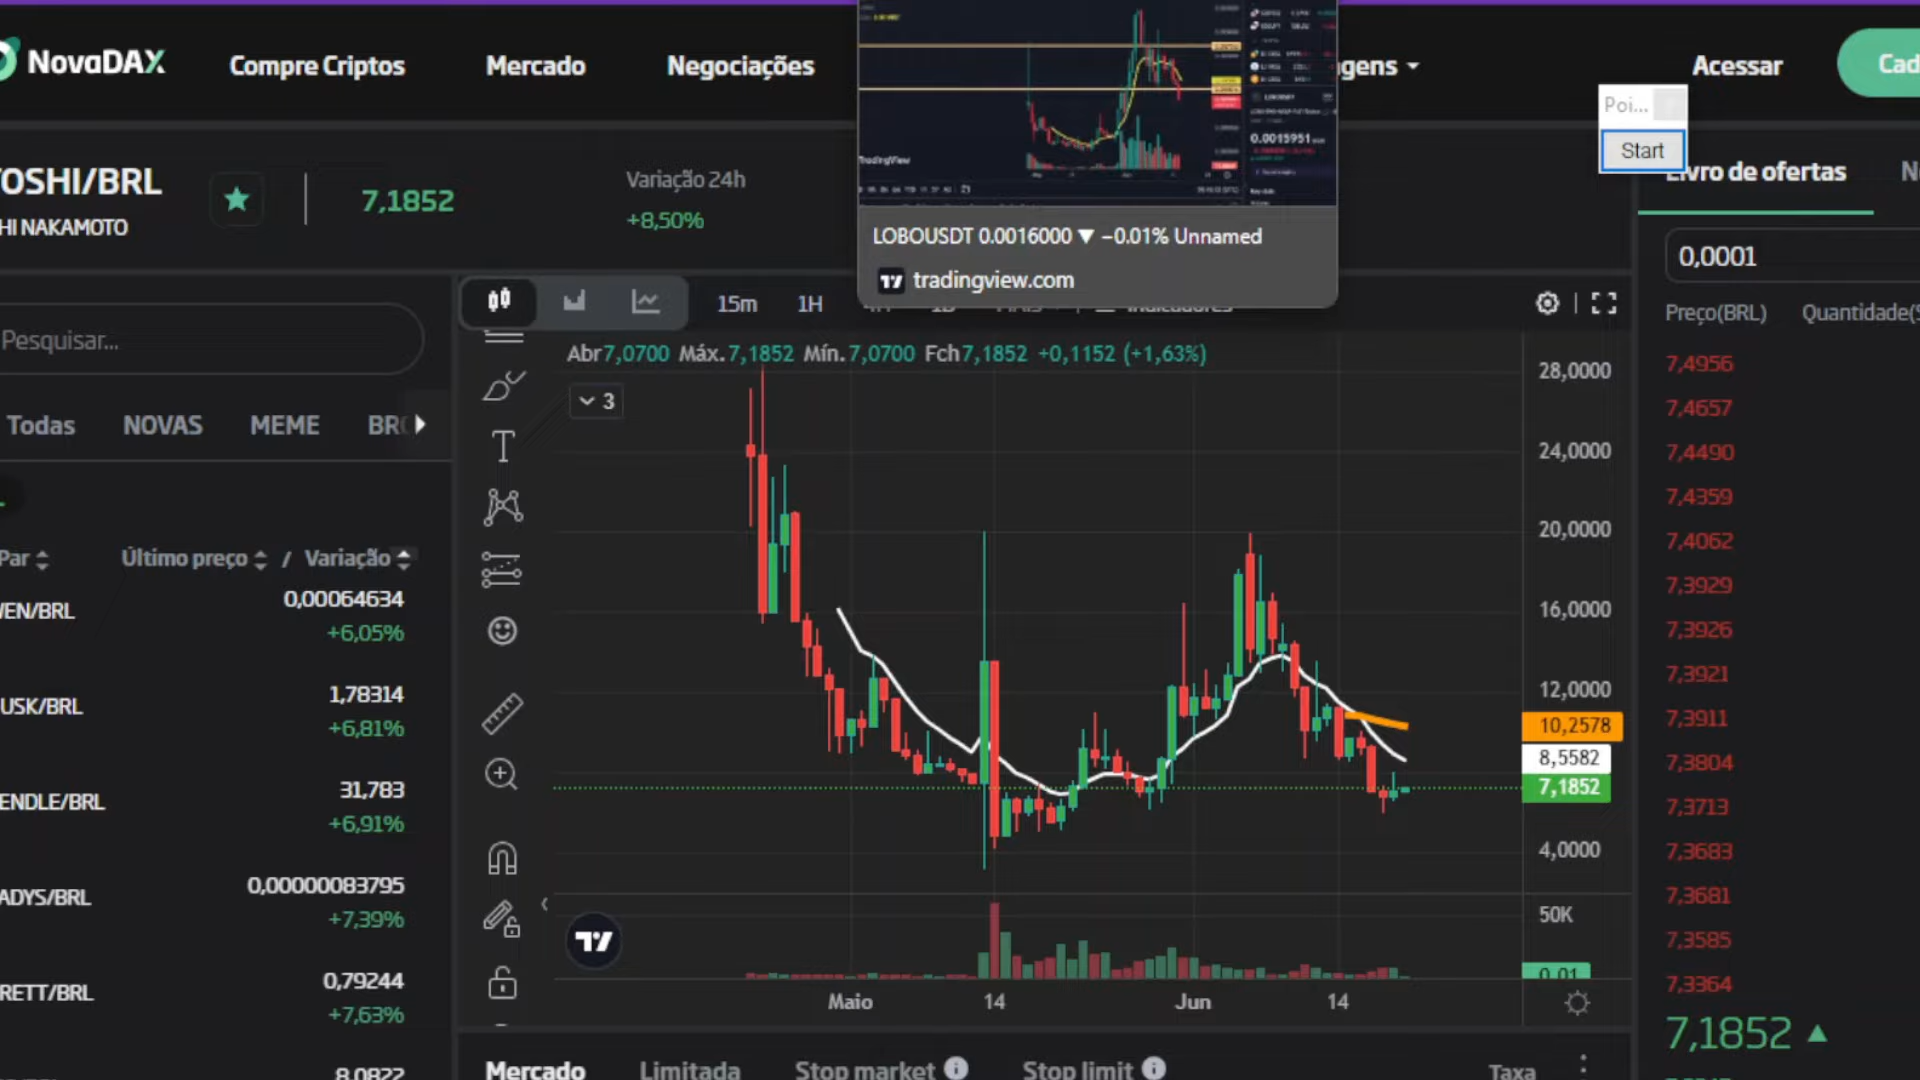 NovaDAX
Compre Criptos
Mercado
Negociações
gens
Acessar
Cad
Poi...
Start
OSHI/BRL
HI NAKAMOTO
7,1852
Variação 24h
+8,50%
TradingView
0.0015951
LOBOUSDT 0.0016000 ▼ −0.01% Unnamed
tradingview.com
Livro de ofertas
N
0,0001
Preço(BRL)
Quantidade(S
Pesquisar...
Todas
NOVAS
MEME
BR
Par
Último preço / Variação
WEN/BRL
0,00064634
+6,05%
USK/BRL
1,78314
+6,81%
ENDLE/BRL
31,783
+6,91%
ADYS/BRL
0,00000083795
+7,39%
RETT/BRL
0,79244
+7,63%
8,0822
15m
1H
Indicadores
Abr7,0700 Máx.7,1852 Mín.7,0700 Fch7,1852 +0,1152 (+1,63%)
3
28,0000
24,0000
20,0000
16,0000
12,0000
10,2578
8,5582
7,1852
4,0000
50K
0,01
Maio
14
Jun
14
7,4956
7,4657
7,4490
7,4359
7,4062
7,3929
7,3926
7,3921
7,3911
7,3804
7,3713
7,3683
7,3681
7,3585
7,3364
7,1852
Mercado
Limitada
Stop market
Stop limit
Taxa